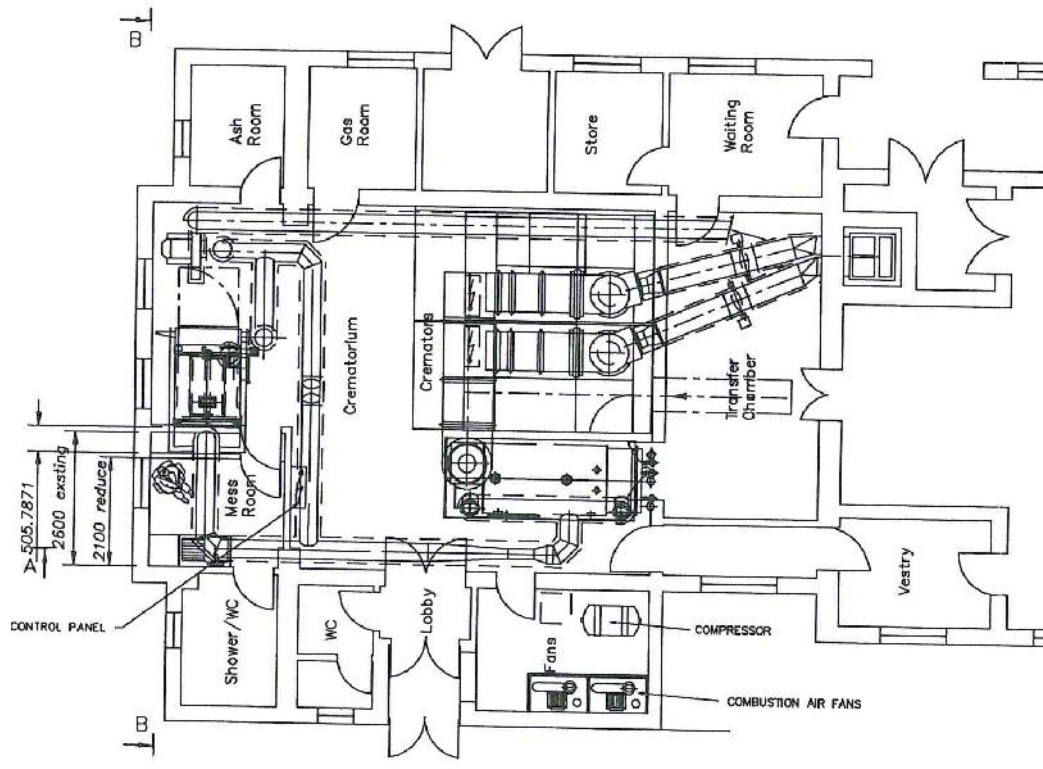 B
Ash
Room
Gas
Room
Store
Waiting
Room
Crematorium
Cremators
Transfer
Chamber
505.7871
2600 exsting
2100 reduce
Mess
Room
A
CONTROL PANEL
Shower/WC
WC
Lobby
Fans
COMPRESSOR
COMBUSTION AIR FANS
Vestry
B